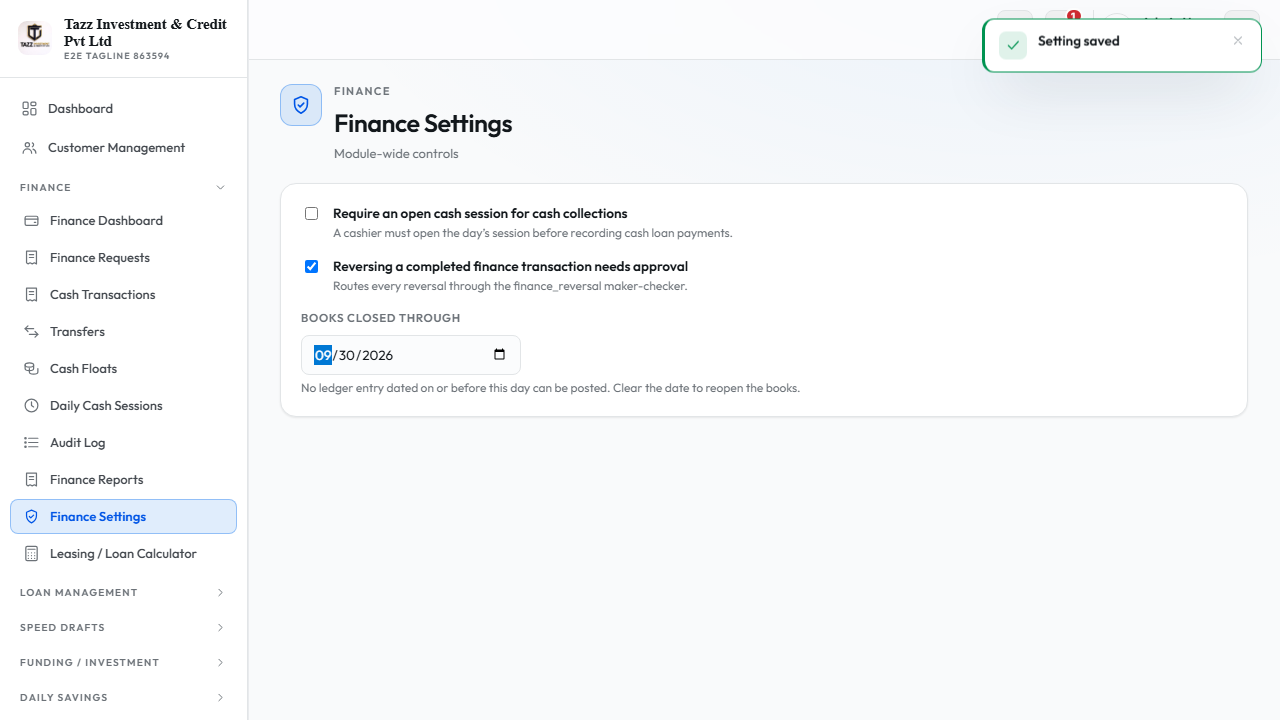 Tazz Investment & Credit
Pvt Ltd
E2E TAGLINE 863594
Dashboard
Customer Management
FINANCE
Finance Dashboard
Finance Requests
Cash Transactions
Transfers
Cash Floats
Daily Cash Sessions
Audit Log
Finance Reports
Finance Settings
Leasing / Loan Calculator
LOAN MANAGEMENT
SPEED DRAFTS
FUNDING / INVESTMENT
DAILY SAVINGS
1
Setting saved
FINANCE
Finance Settings
Module-wide controls
Require an open cash session for cash collections
A cashier must open the day's session before recording cash loan payments.
Reversing a completed finance transaction needs approval
Routes every reversal through the finance_reversal maker-checker.
BOOKS CLOSED THROUGH
09/30/2026
No ledger entry dated on or before this day can be posted. Clear the date to reopen the books.